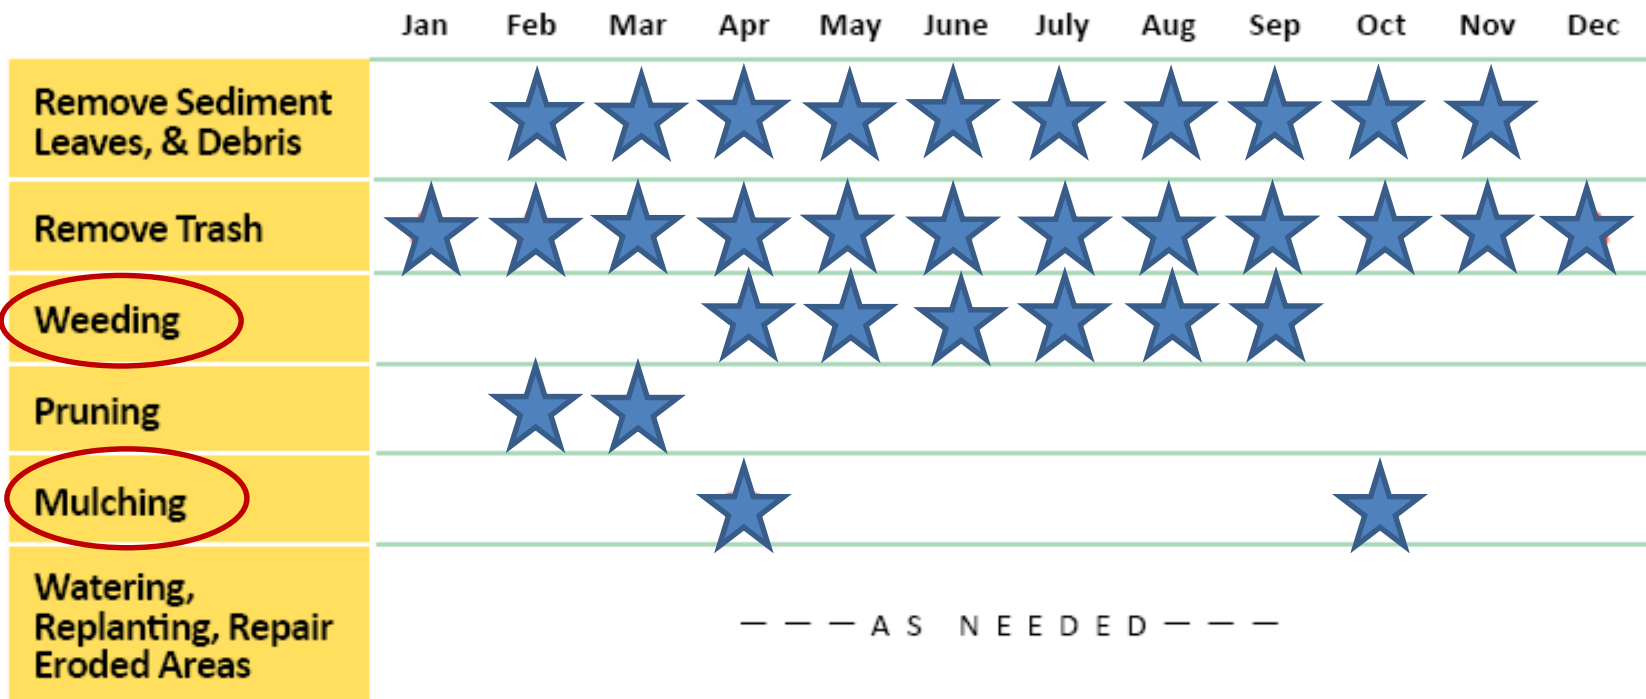 Jan Feb Mar Apr May June July Aug Sep Oct Nov Dec
Remove Sediment
Leaves, & Debris
Remove Trash
Weeding
Pruning
Mulching
Watering,
Replanting, Repair
Eroded Areas
– – – A S  N E E D E D – – –